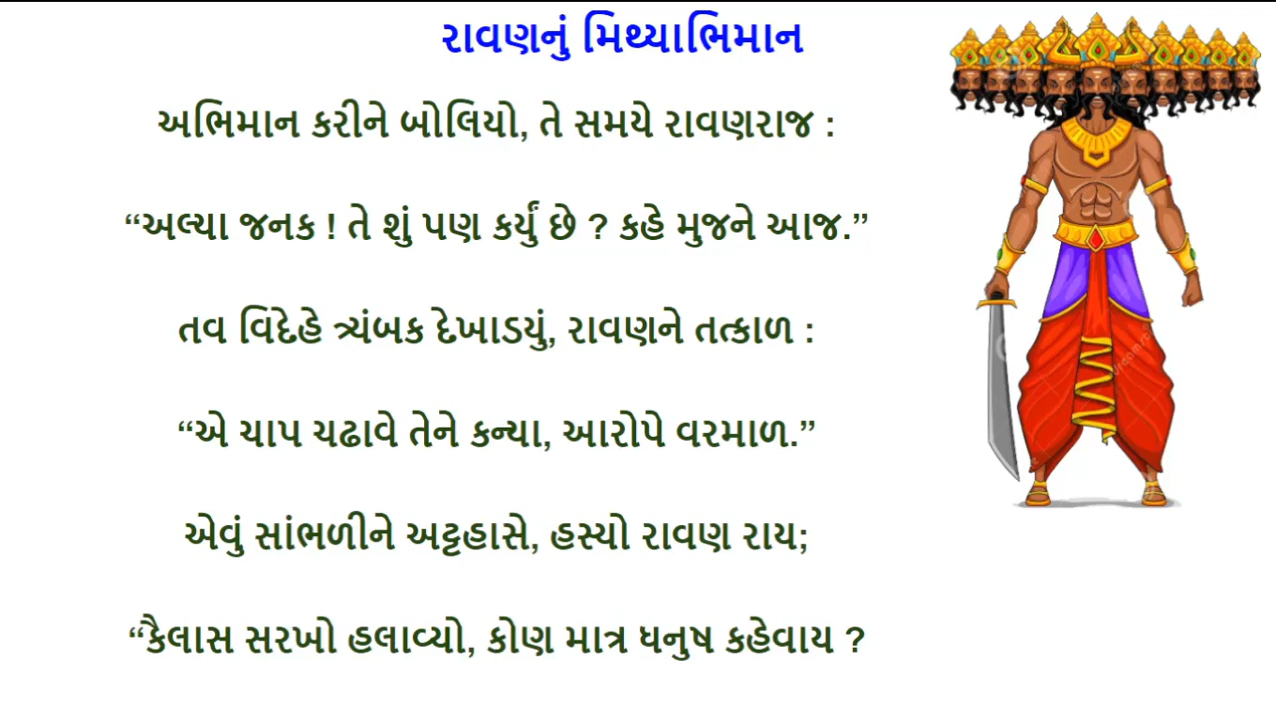 રાવણનું મિથ્યાભિમાન
અભિમાન કરીને બોલિયો, તે સમયે રાવણરાજ :
“અલ્યા જનક ! તે શું પણ કર્યું છે ? કહે મુજને આજ.”
તવ વિદેહે ત્ર્યંબક દેખાડયું, રાવણને તત્કાળ :
“એ ચાપ ચઢાવે તેને કન્યા, આરોપે વરમાળ.”
એવું સાંભળીને અટ્ટહાસે, હસ્યો રાવણ રાય;
“કૈલાસ સરખો હલાવ્યો, કોણ માત્ર ધનુષ કહેવાય ?